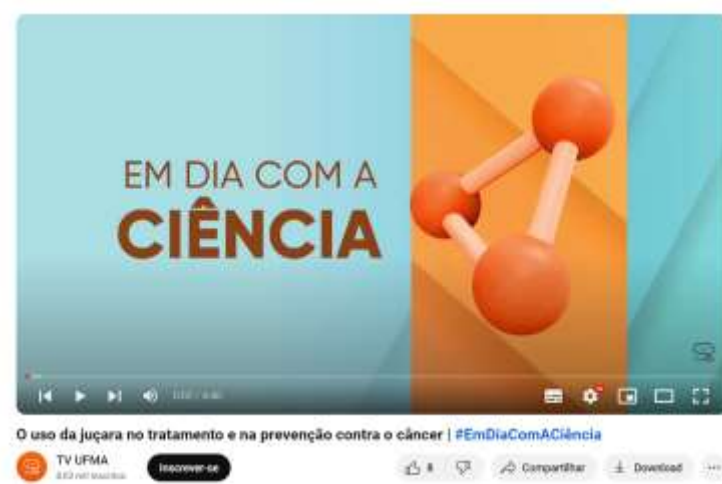 EM DIA COM A
CIÊNCIA
O uso da juçara no tratamento e na prevenção contra o câncer | #EmDiaComACiência
TV UFMA
Inscrever-se
8
Compartilhar
Download